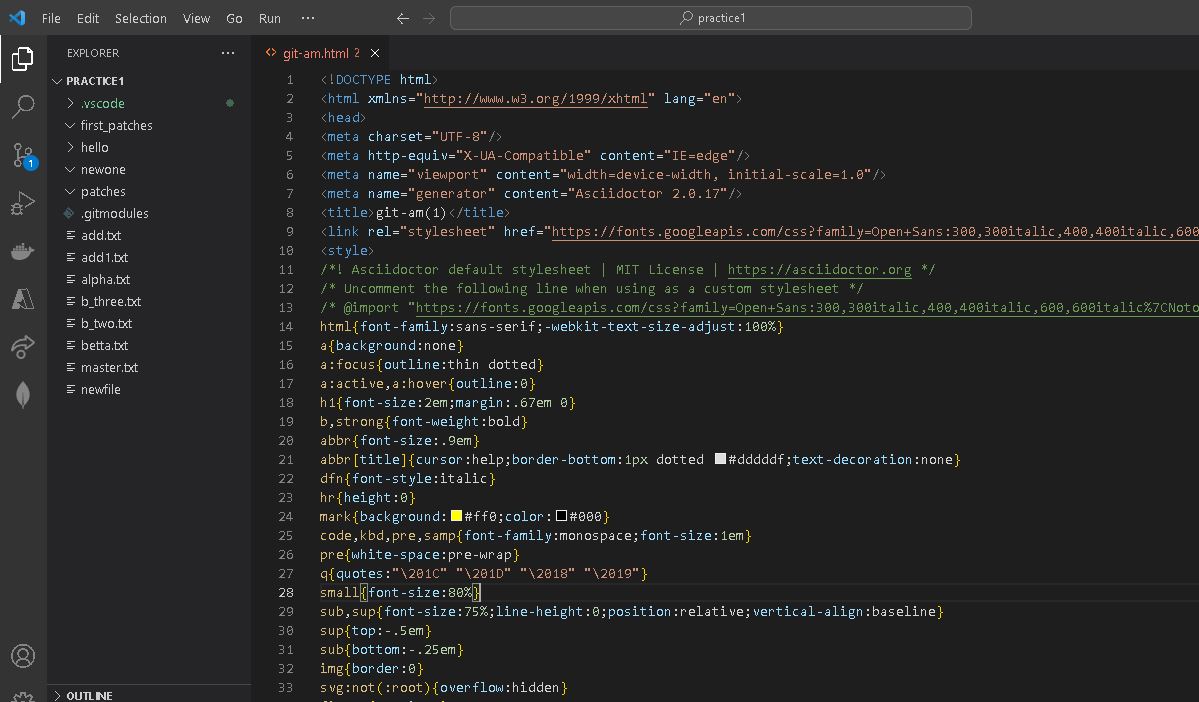 File Edit Selection View Go Run ···
practice1
EXPLORER
PRACTICE1
.vscode
first_patches
hello
newone
patches
.gitmodules
add.txt
add1.txt
alpha.txt
b_three.txt
b_two.txt
betta.txt
master.txt
newfile
OUTLINE
1
git-am.html 2
1 <!DOCTYPE html>
2 <html xmlns="http://www.w3.org/1999/xhtml" lang="en">
3 <head>
4 <meta charset="UTF-8"/>
5 <meta http-equiv="X-UA-Compatible" content="IE=edge"/>
6 <meta name="viewport" content="width=device-width, initial-scale=1.0"/>
7 <meta name="generator" content="Asciidoctor 2.0.17"/>
8 <title>git-am(1)</title>
9 <link rel="stylesheet" href="https://fonts.googleapis.com/css?family=Open+Sans:300,300italic,400,400italic,600
10 <style>
11 /*! Asciidoctor default stylesheet | MIT License | https://asciidoctor.org */
12 /* Uncomment the following line when using as a custom stylesheet */
13 /* @import "https://fonts.googleapis.com/css?family=Open+Sans:300,300italic,400,400italic,600,600italic%7CNoto
14 html{font-family:sans-serif;-webkit-text-size-adjust:100%}
15 a{background:none}
16 a:focus{outline:thin dotted}
17 a:active,a:hover{outline:0}
18 h1{font-size:2em;margin:.67em 0}
19 b,strong{font-weight:bold}
20 abbr{font-size:.9em}
21 abbr[title]{cursor:help;border-bottom:1px dotted #dddddf;text-decoration:none}
22 dfn{font-style:italic}
23 hr{height:0}
24 mark{background:#ff0;color:#000}
25 code,kbd,pre,samp{font-family:monospace;font-size:1em}
26 pre{white-space:pre-wrap}
27 q{quotes:"\201C" "\201D" "\2018" "\2019"}
28 small{font-size:80%}
29 sub,sup{font-size:75%;line-height:0;position:relative;vertical-align:baseline}
30 sup{top:-.5em}
31 sub{bottom:-.25em}
32 img{border:0}
33 svg:not(:root){overflow:hidden}